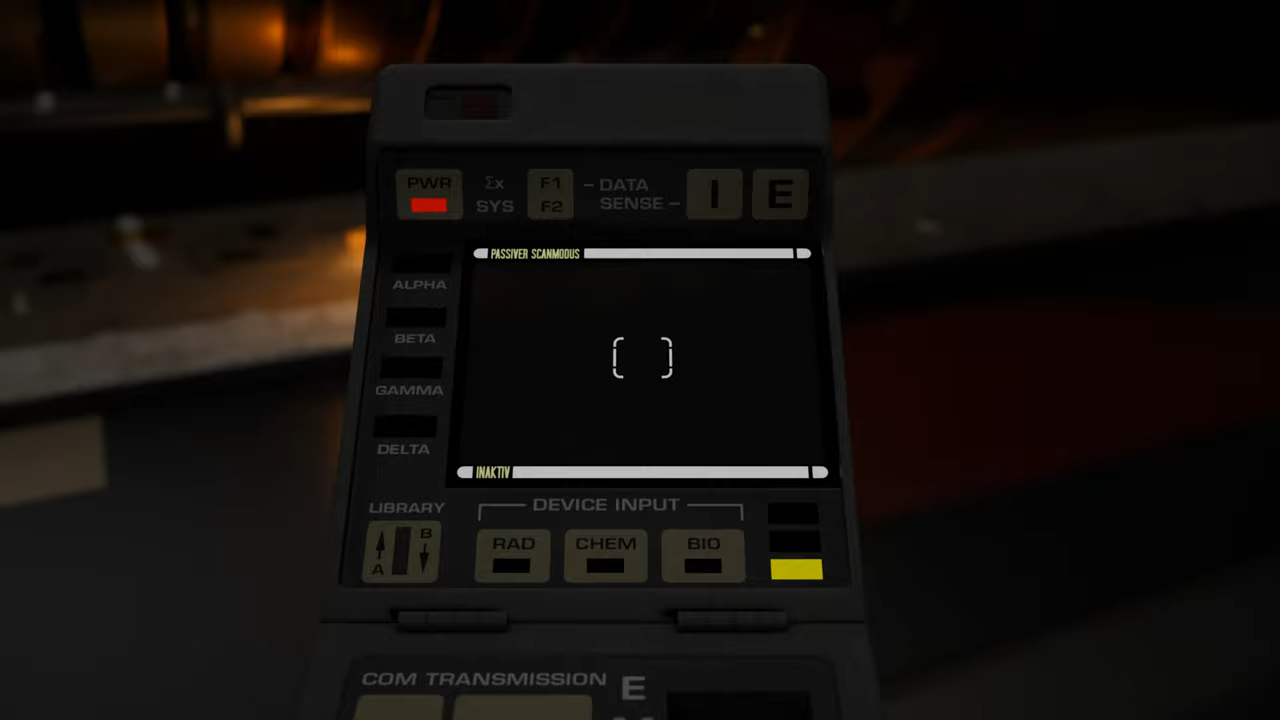 PWR
Σx
SYS
F1
F2
DATA
SENSE
I
E
PASSIVER SCANMODUS
ALPHA
BETA
GAMMA
DELTA
INAKTIV
LIBRARY
A
B
DEVICE INPUT
RAD
CHEM
BIO
COM TRANSMISSION
E